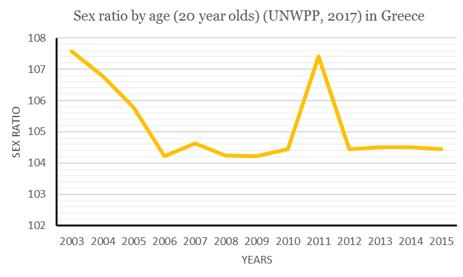 Sex ratio by age (20 year olds) (UNWPP, 2017) in Greece
108
107
106
105
104
103
102
SEX RATIO
2003 2004 2005 2006 2007 2008 2009 2010 2011 2012 2013 2014 2015
YEARS